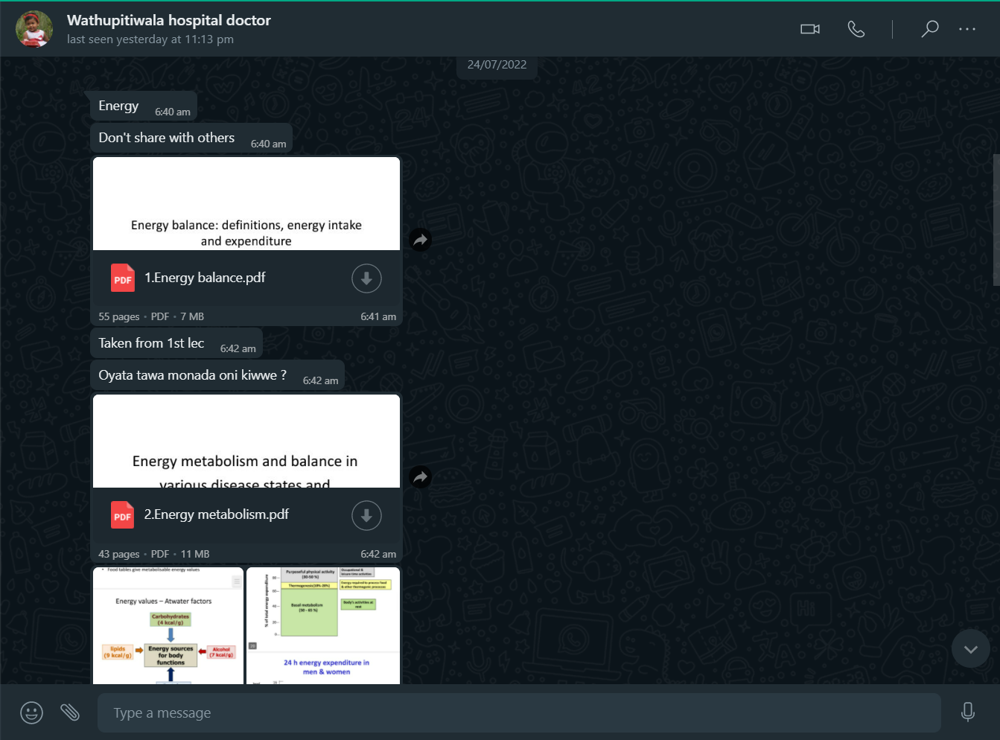 Wathupitiwala hospital doctor
last seen yesterday at 11:13 pm
24/07/2022
Energy 6:40 am
Don't share with others 6:40 am
Energy balance: definitions, energy intake
and expenditure
PDF 1.Energy balance.pdf
55 pages • PDF • 7 MB 6:41 am
Taken from 1st lec 6:42 am
Oyata tawa monada oni kiwwe ? 6:42 am
Energy metabolism and balance in
various disease states and
PDF 2.Energy metabolism.pdf
43 pages • PDF • 11 MB 6:42 am
• Food tables give metabolisable energy values
Energy values – Atwater factors
Carbohydrates
(4 kcal/g)
lipids
(9 kcal/g)
Energy sources
for body
functions
Alcohol
(7 kcal/g)
% of total energy expenditure
80
60
40
20
0
Purposeful physical activity
(30-50 %)
Thermogenesis(10%-20%)
Basal metabolism
(50 - 65 %)
Occupational &
leisure time activities
Energy required to process food
& other thermogenic processes
Body's activities at
rest
24 h energy expenditure in
men & women
Type a message